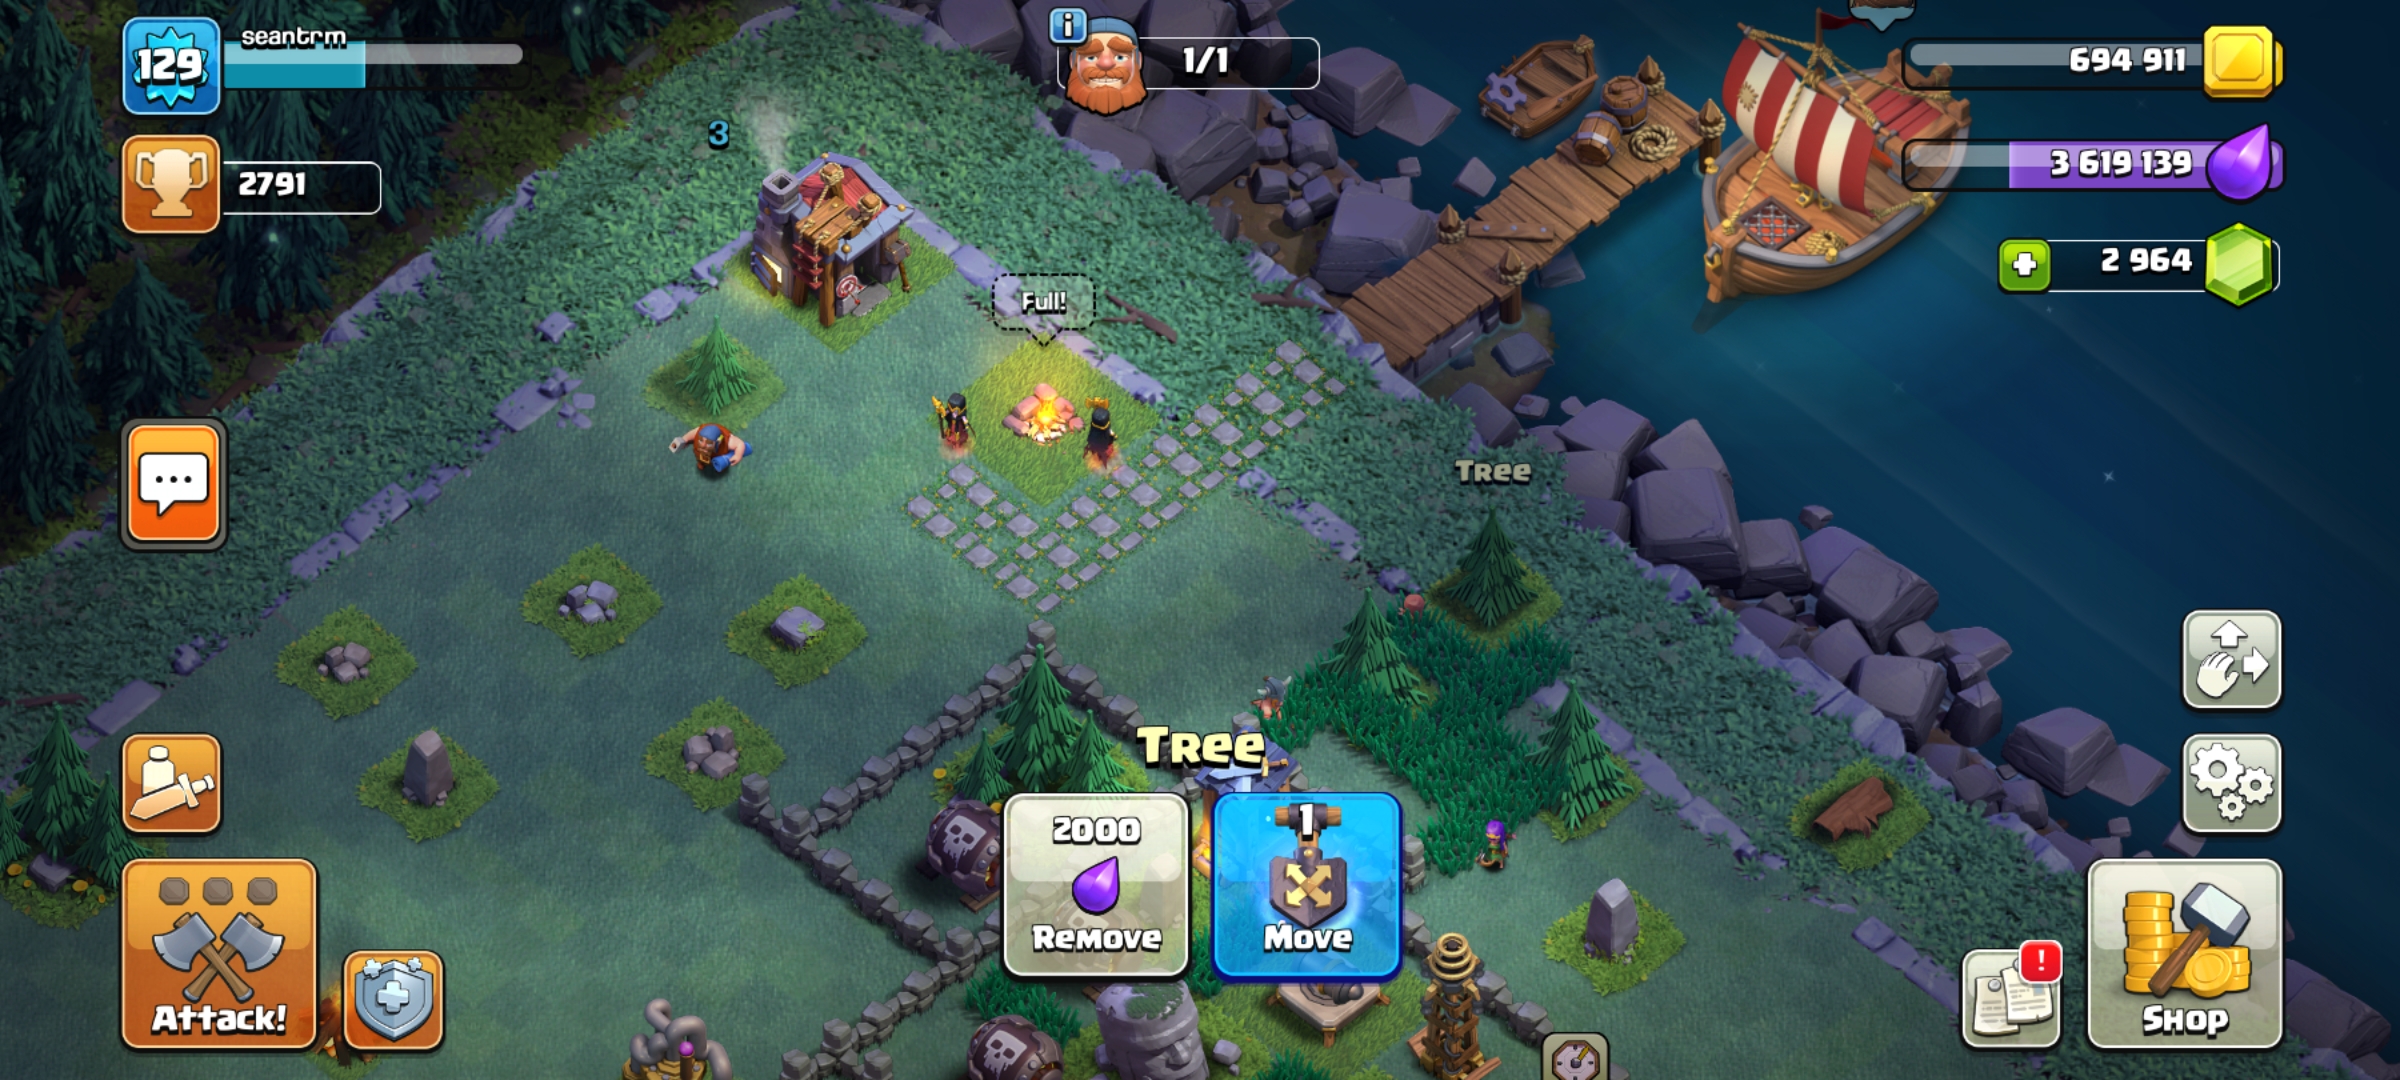 129
seantrm
1/1
694 911
2791
3 619 139
2 964
3
Full!
Tree
Tree
2000
Remove
1
Move
Attack!
!
Shop